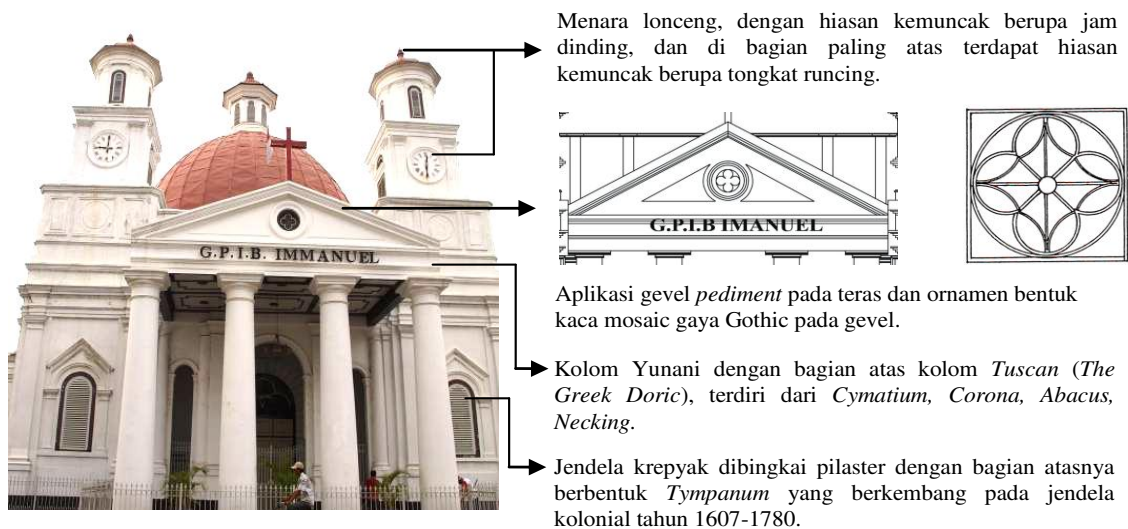 Menara lonceng, dengan hiasan kemuncak berupa jam
dinding, dan di bagian paling atas terdapat hiasan
kemuncak berupa tongkat runcing.
G.P.I.B. IMMANUEL
G.P.I.B IMANUEL
Aplikasi gevel pediment pada teras dan ornamen bentuk
kaca mosaic gaya Gothic pada gevel.
Kolom Yunani dengan bagian atas kolom Tuscan (The
Greek Doric), terdiri dari Cymatium, Corona, Abacus,
Necking.
Jendela krepyak dibingkai pilaster dengan bagian atasnya
berbentuk Tympanum yang berkembang pada jendela
kolonial tahun 1607-1780.